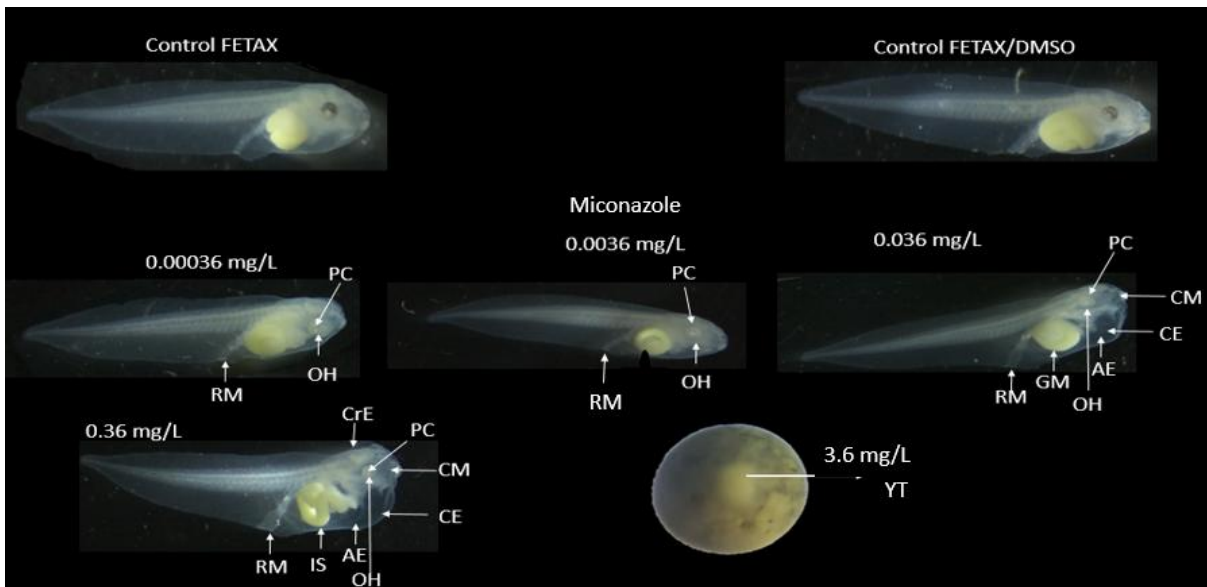 Control FETAX
Control FETAX/DMSO
Miconazole
0.00036 mg/L
PC
OH
RM
0.0036 mg/L
PC
OH
RM
0.036 mg/L
PC
CM
CE
AE
OH
GM
RM
0.36 mg/L
CrE
PC
CM
CE
OH
AE
IS
RM
3.6 mg/L
YT